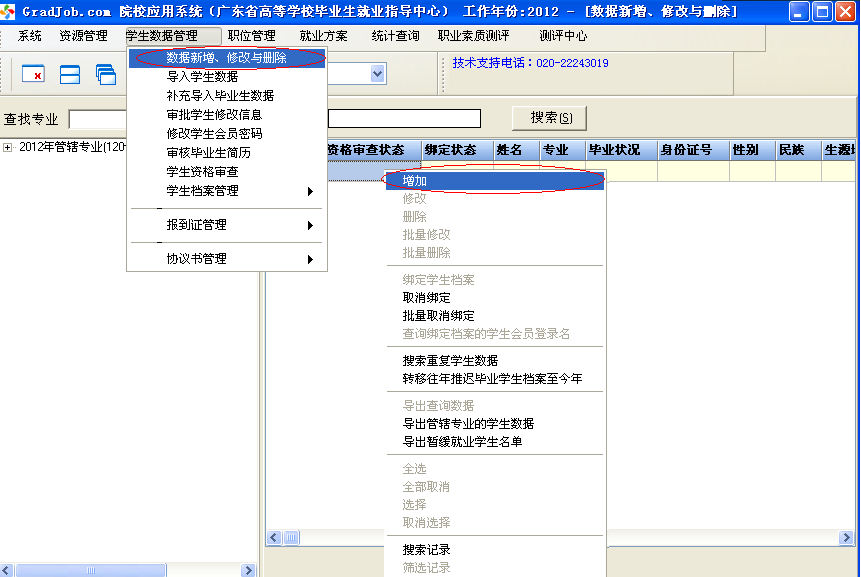 GradJob.com 院校应用系统（广东省高等学校毕业生就业指导中心） 工作年份:2012 - [数据新增、修改与删除]
系统 资源管理 学生数据管理 职位管理 就业方案 统计查询 职业素质测评 测评中心
技术支持电话：020-22243019
数据新增、修改与删除
导入学生数据
补充导入毕业生数据
审批学生修改信息
修改学生会员密码
审核毕业生简历
学生资格审查
学生档案管理
报到证管理
协议书管理
查找专业
搜索(S)
2012年管辖专业(120
资格审查状态 绑定状态 姓名 专业 毕业状况 身份证号 性别 民族 生源地
增加
修改
删除
批量修改
批量删除
绑定学生档案
取消绑定
批量取消绑定
查询绑定档案的学生会员登录名
搜索重复学生数据
转移往年推迟毕业学生档案至今年
导出查询数据
导出管辖专业的学生数据
导出暂缓就业学生名单
全选
全部取消
选择
取消选择
搜索记录
筛选记录